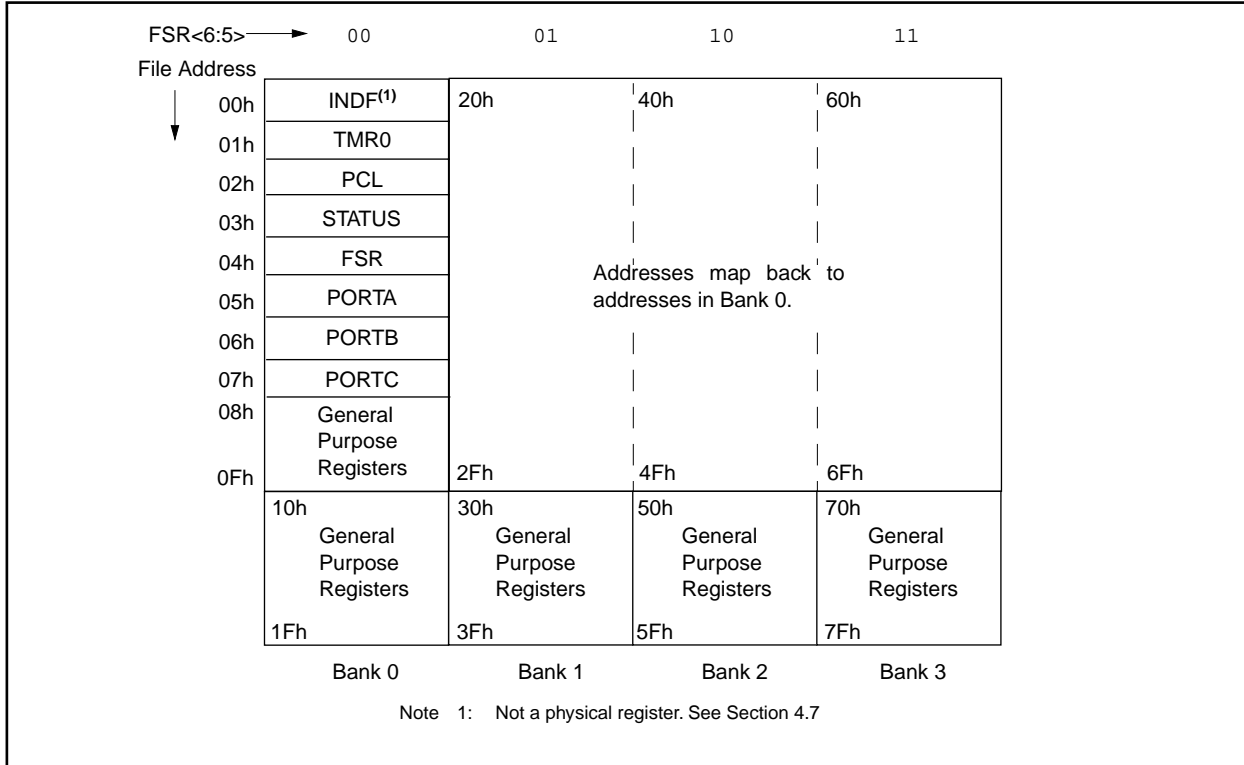 FSR<6:5> 00 01 10 11
File Address
00h INDF(1) 20h 40h 60h
01h TMR0
02h PCL
03h STATUS
04h FSR
Addresses map back to
addresses in Bank 0.
05h PORTA
06h PORTB
07h PORTC
08h General
Purpose
Registers
0Fh 2Fh 4Fh 6Fh
10h 30h 50h 70h
General General General General
Purpose Purpose Purpose Purpose
Registers Registers Registers Registers
1Fh 3Fh 5Fh 7Fh
Bank 0 Bank 1 Bank 2 Bank 3
Note 1: Not a physical register. See Section 4.7